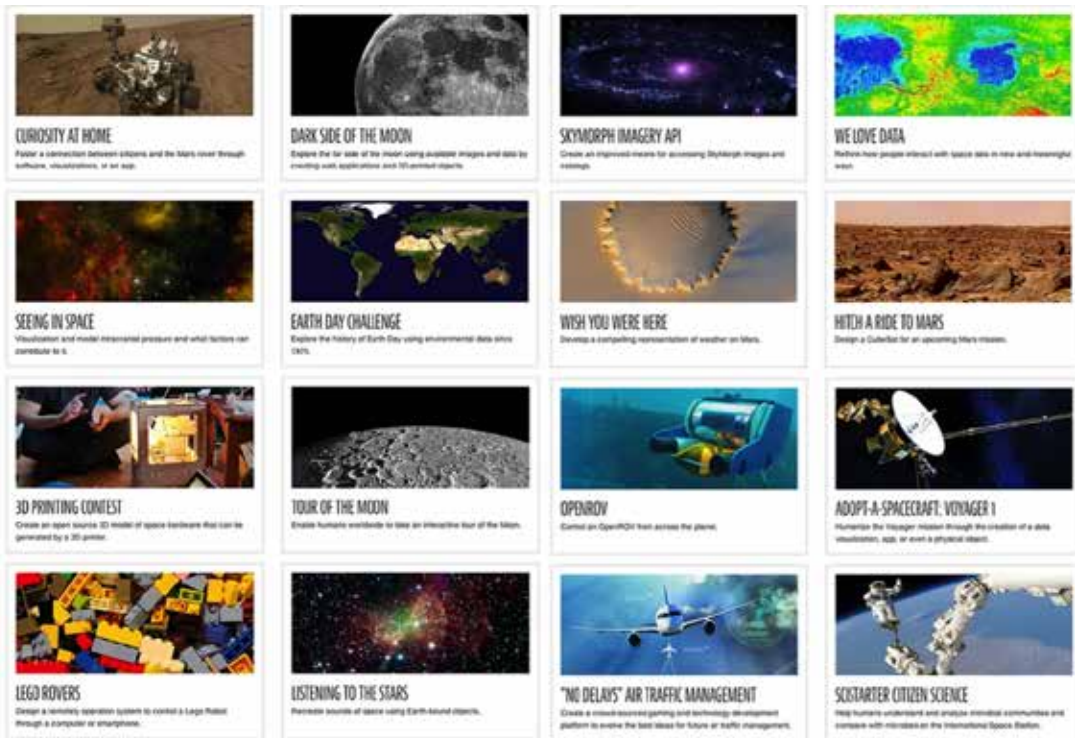 CURIOSITY AT HOME
Foster a connection between citizens and the Mars rover through
software, visualizations, or an app.
DARK SIDE OF THE MOON
Explore the far side of the moon using available images and data by
creating web applications and 3D-printed objects.
SKYMORPH IMAGERY API
Create an improved means for accessing SkyMorph images and
catalogs.
WE LOVE DATA
Rethink how people interact with space data in new and meaningful
ways.
SEEING IN SPACE
Visualization and model intracranial pressure and what factors can
contribute to it.
EARTH DAY CHALLENGE
Explore the history of Earth Day using environmental data since
WISH YOU WERE HERE
Develop a compelling representation of weather on Mars.
HITCH A RIDE TO MARS
Design a CubeSat for an upcoming Mars mission.
3D PRINTING CONTEST
Create an open source 3D model of space hardware that can be
generated by a 3D printer.
TOUR OF THE MOON
Enable humans worldwide to take an interactive tour of the Moon.
OPENROV
Control an OpenROV from across the planet.
ADOPT-A-SPACECRAFT: VOYAGER 1
Humanize the Voyager mission through the creation of a data
visualization, app, or even a physical object.
LEGO ROVERS
Design a remotely operation system to control a Lego Robot
through a computer or smartphone.
LISTENING TO THE STARS
Recreate sounds of space using Earth-bound objects.
"NO DELAYS" AIR TRAFFIC MANAGEMENT
Create a crowd-sourced gaming and technology development
platform to evolve the best ideas for future air traffic management.
SCISTARTER CITIZEN SCIENCE
Help humans understand and analyze microbial communities and
compare with microbes on the International Space Station.